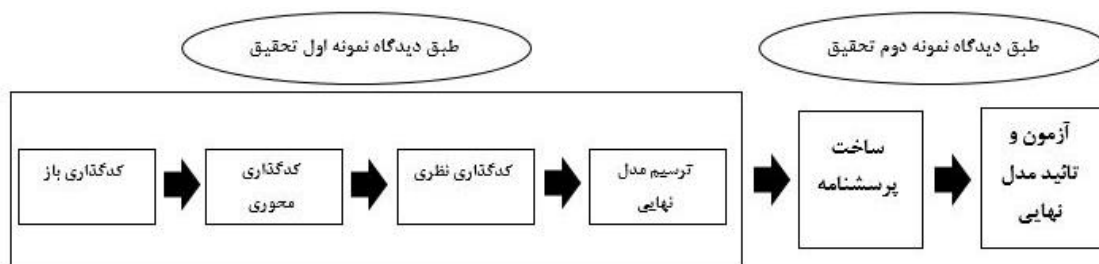 طبق دیدگاه نمونه اول تحقیق
طبق دیدگاه نمونه دوم تحقیق
کدگذاری باز
کدگذاری
محوری
کدگذاری نظری
ترسیم مدل
نهایی
ساخت
پرسشنامه
آزمون و
تائید مدل
نهایی